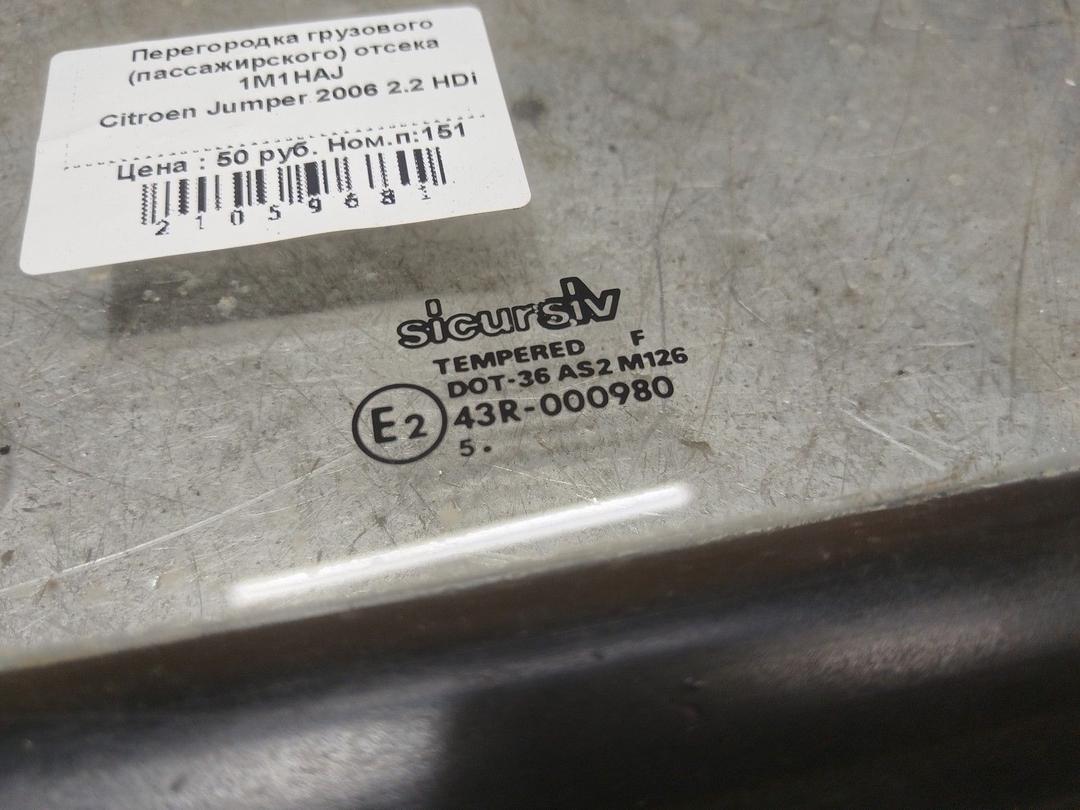 Перегородка грузового
(пассажирского) отсека
1M1HAJ
Citroen Jumper 2006 2.2 HDi
Цена : 50 руб. Ном.п:151
21059681
sicursiv
TEMPERED F
DOT-36 AS2 M126
E2 43R-000980
5.